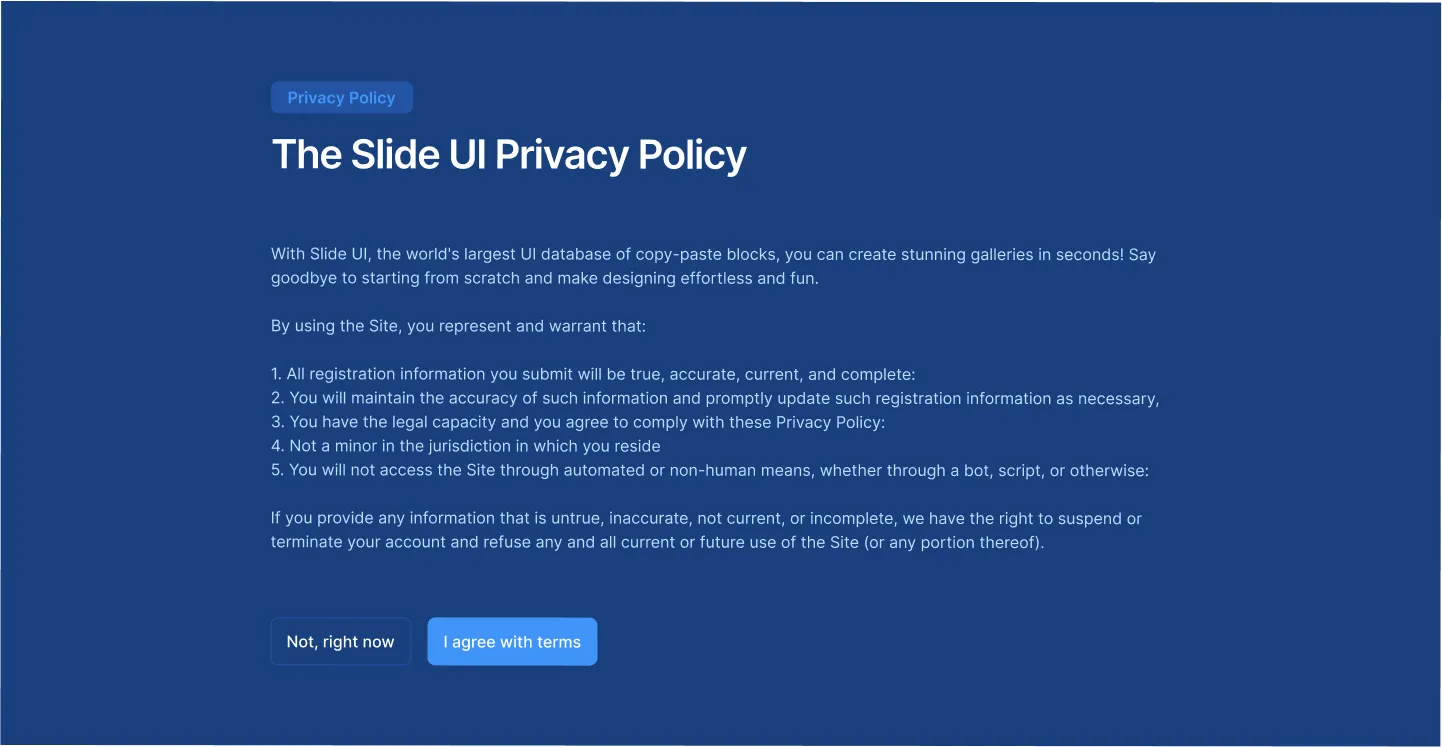 Privacy Policy
The Slide UI Privacy Policy
With Slide UI, the world's largest UI database of copy-paste blocks, you can create stunning galleries in seconds! Say
goodbye to starting from scratch and make designing effortless and fun.
By using the Site, you represent and warrant that:
1. All registration information you submit will be true, accurate, current, and complete:
2. You will maintain the accuracy of such information and promptly update such registration information as necessary,
3. You have the legal capacity and you agree to comply with these Privacy Policy:
4. Not a minor in the jurisdiction in which you reside
5. You will not access the Site through automated or non-human means, whether through a bot, script, or otherwise:
If you provide any information that is untrue, inaccurate, not current, or incomplete, we have the right to suspend or
terminate your account and refuse any and all current or future use of the Site (or any portion thereof).
Not, right now
I agree with terms